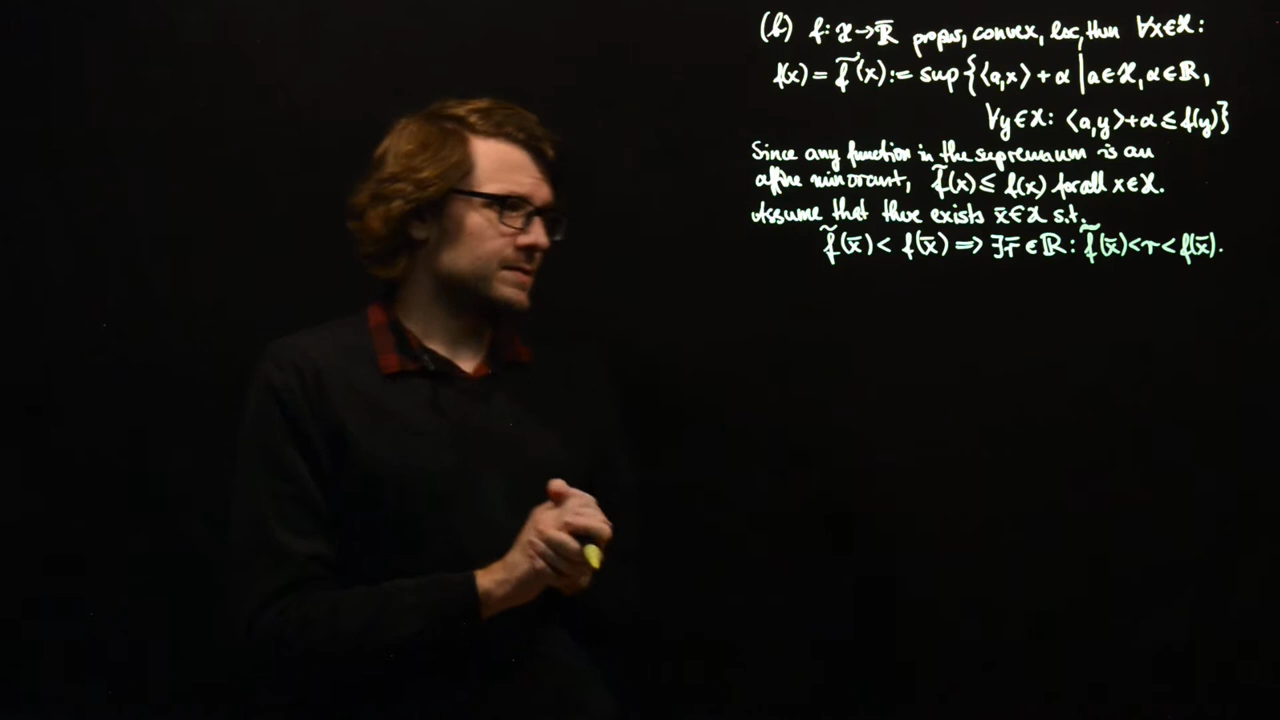 (b) f: X → R̅ proper, convex, lsc, then ∀x∈X:
f(x) = f̃(x) := sup{⟨a,x⟩ + α | a∈X, α∈R,
∀y∈X: ⟨a,y⟩+α ≤ f(y)}
Since any function in the supremum is an
affine minorant, f̃(x) ≤ f(x) for all x∈X.
Assume that there exists x̄∈X s.t.
f̃(x̄) < f(x̄) ⟹ ∃r̄∈R: f̃(x̄)<r<f(x̄).